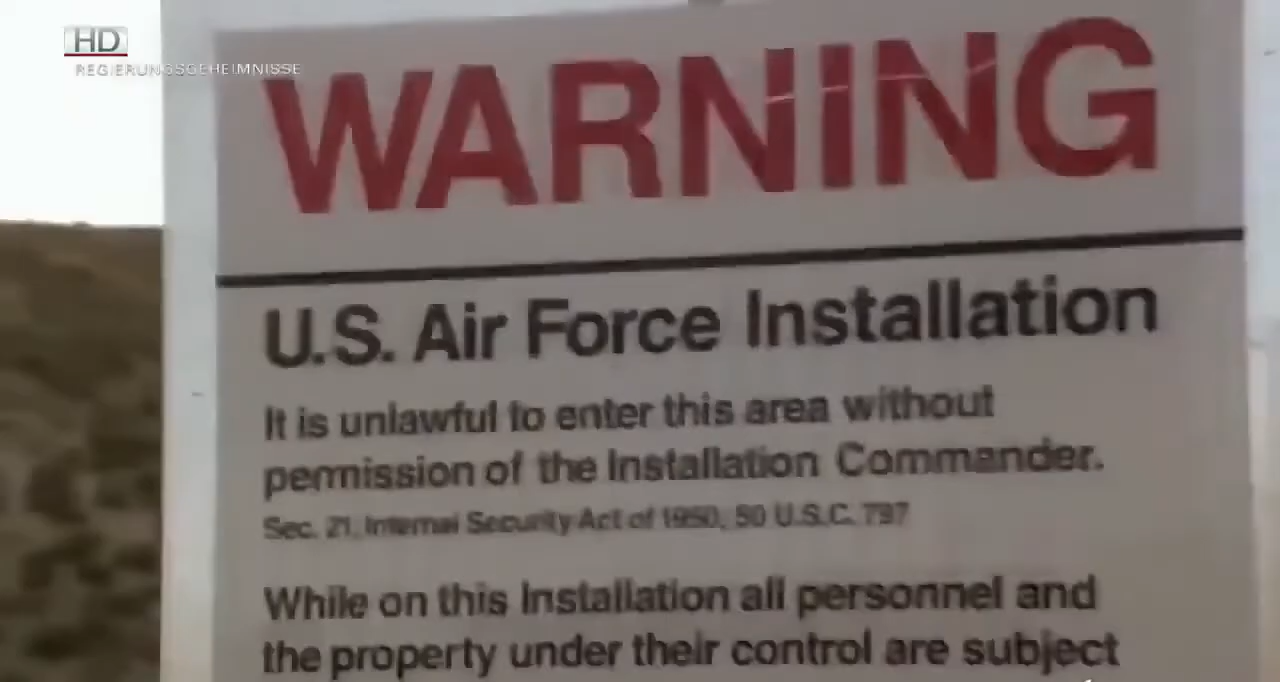 HD
REGIERUNGSGEHEIMNISSE
WARNING
U.S. Air Force Installation
It is unlawful to enter this area without
permission of the Installation Commander.
Sec. 21, Internal Security Act of 1950, 50 U.S.C. 797
While on this Installation all personnel and
the property under their control are subject